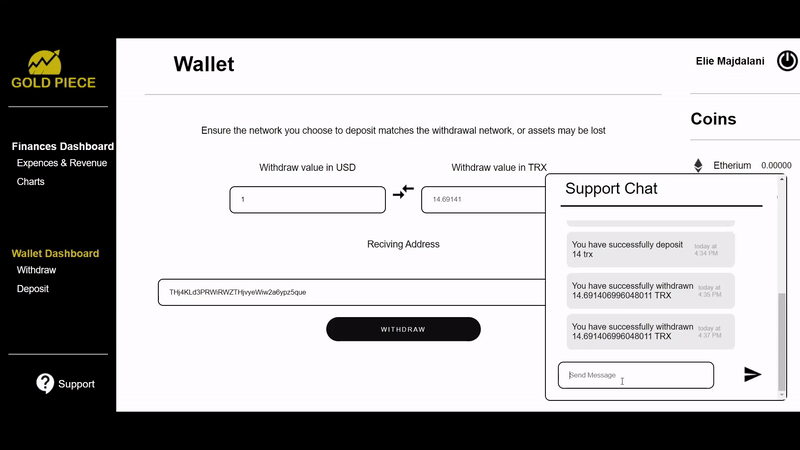 GOLD PIECE
Finances Dashboard
Expences & Revenue
Charts
Wallet Dashboard
Withdraw
Deposit
Support
Wallet
Elie Majdalani
Coins
Etherium 0.00000
Ensure the network you choose to deposit matches the withdrawal network, or assets may be lost
Withdraw value in USD
Withdraw value in TRX
1
14.69141
Reciving Address
THj4KLd3PRWiRWZTHjvyeWiw2a6ypz5que
WITHDRAW
Support Chat
You have successfully deposit
14 trx
today at
4:34 PM
You have successfully withdrawn
14.691406996048011 TRX
today at
4:35 PM
You have successfully withdrawn
14.691406996048011 TRX
today at
4:37 PM
Send Message